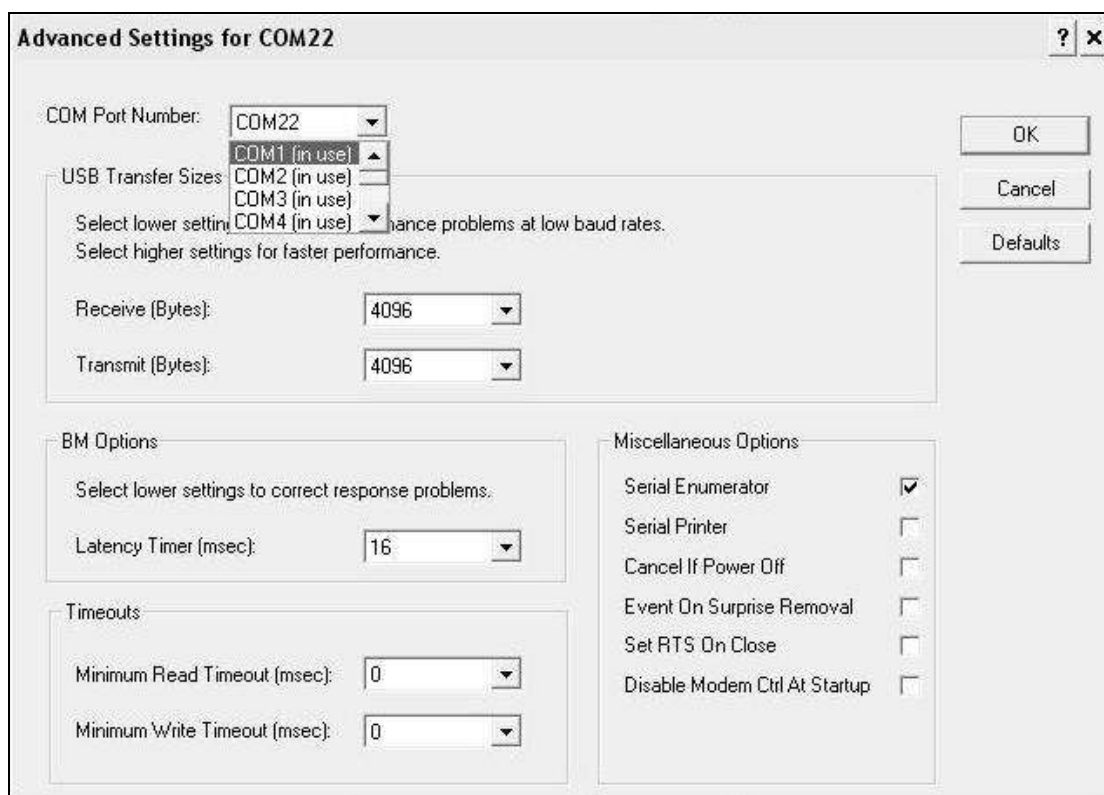 Advanced Settings for COM22
? ×
COM Port Number: COM22
COM1 (in use)
COM2 (in use)
COM3 (in use)
COM4 (in use)
OK
Cancel
Defaults
USB Transfer Sizes
Select lower settin mance problems at low baud rates.
Select higher settings for faster performance.
Receive (Bytes): 4096
Transmit (Bytes): 4096
BM Options
Select lower settings to correct response problems.
Latency Timer (msec): 16
Timeouts
Minimum Read Timeout (msec): 0
Minimum Write Timeout (msec): 0
Miscellaneous Options
Serial Enumerator
Serial Printer
Cancel If Power Off
Event On Surprise Removal
Set RTS On Close
Disable Modem Ctrl At Startup